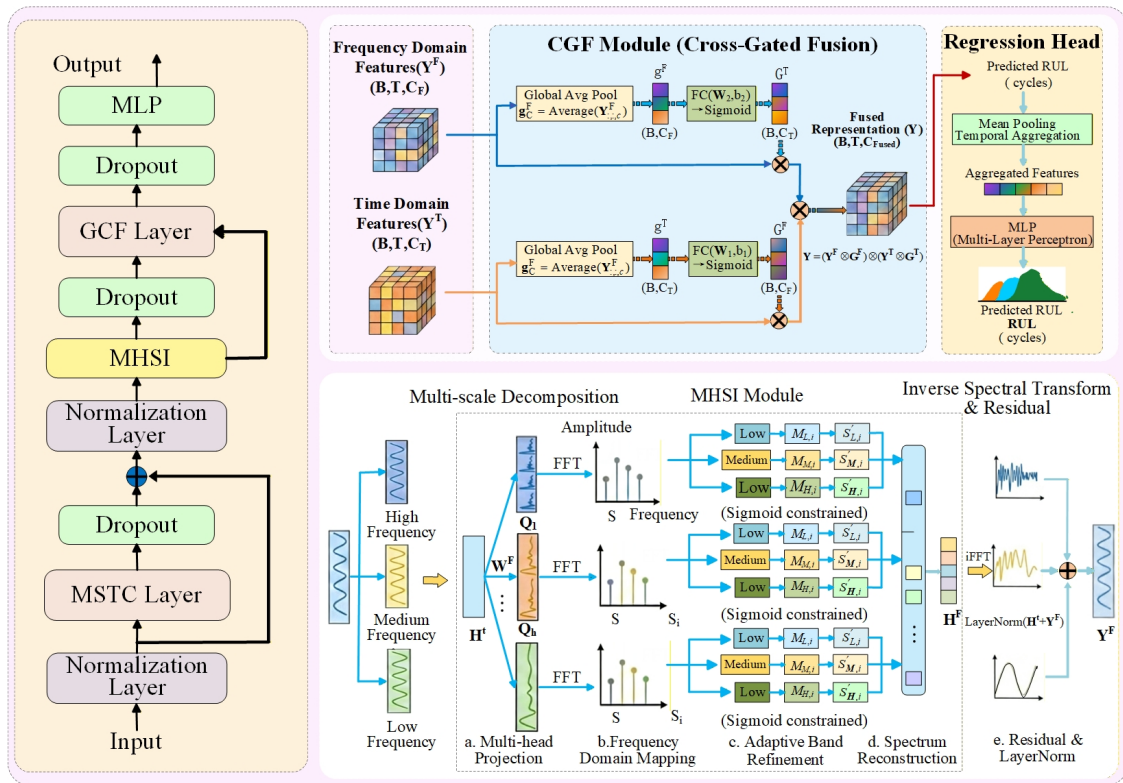 Output
MLP
Dropout
GCF Layer
Dropout
MHSI
Normalization
Layer
Dropout
MSTC Layer
Normalization
Layer
Input
Frequency Domain
Features(Y^F)
(B,T,C_F)
Time Domain
Features(Y^T)
(B,T,C_T)
CGF Module (Cross-Gated Fusion)
Global Avg Pool
g_C^F = Average(Y^F_:,:,c)
g^F
(B,C_F)
FC(W_2,b_2)
→Sigmoid
G^T
(B,C_T)
Global Avg Pool
g_C^F = Average(Y^F_:,:,c)
g^T
(B,C_T)
FC(W_1,b_1)
→Sigmoid
G^F
(B,C_F)
Fused
Representation (Y)
(B,T,C_Fused)
Y=(Y^F⊗G^F)⊗(Y^T⊗G^T)
Regression Head
Predicted RUL
( cycles)
Mean Pooling
Temporal Aggregation
Aggregated Features
MLP
(Multi-Layer Perceptron)
Predicted RUL
RUL
( cycles)
Multi-scale Decomposition
MHSI Module
Inverse Spectral Transform
& Residual
High
Frequency
Medium
Frequency
Low
Frequency
H^t
W^F
⋮
Q_1
Q_h
FFT
FFT
FFT
Amplitude
S
Frequency
S
S_i
S
S_i
Low
M_L,i
S'_L,i
Medium
M_M,i
S'_M,i
Low
M_H,i
S'_H,i
(Sigmoid constrained)
Low
M_L,i
S'_L,i
Medium
M_M,i
S'_M,i
Low
M_H,i
S'_H,i
(Sigmoid constrained)
Low
M_L,i
S'_L,i
Medium
M_M,i
S'_M,i
Low
M_H,i
S'_H,i
(Sigmoid constrained)
⋮
H^F
iFFT
LayerNorm(H^t+Y^F)
Y^F
a. Multi-head
Projection
b.Frequency
Domain Mapping
c. Adaptive Band
Refinement
d. Spectrum
Reconstruction
e. Residual &
LayerNorm